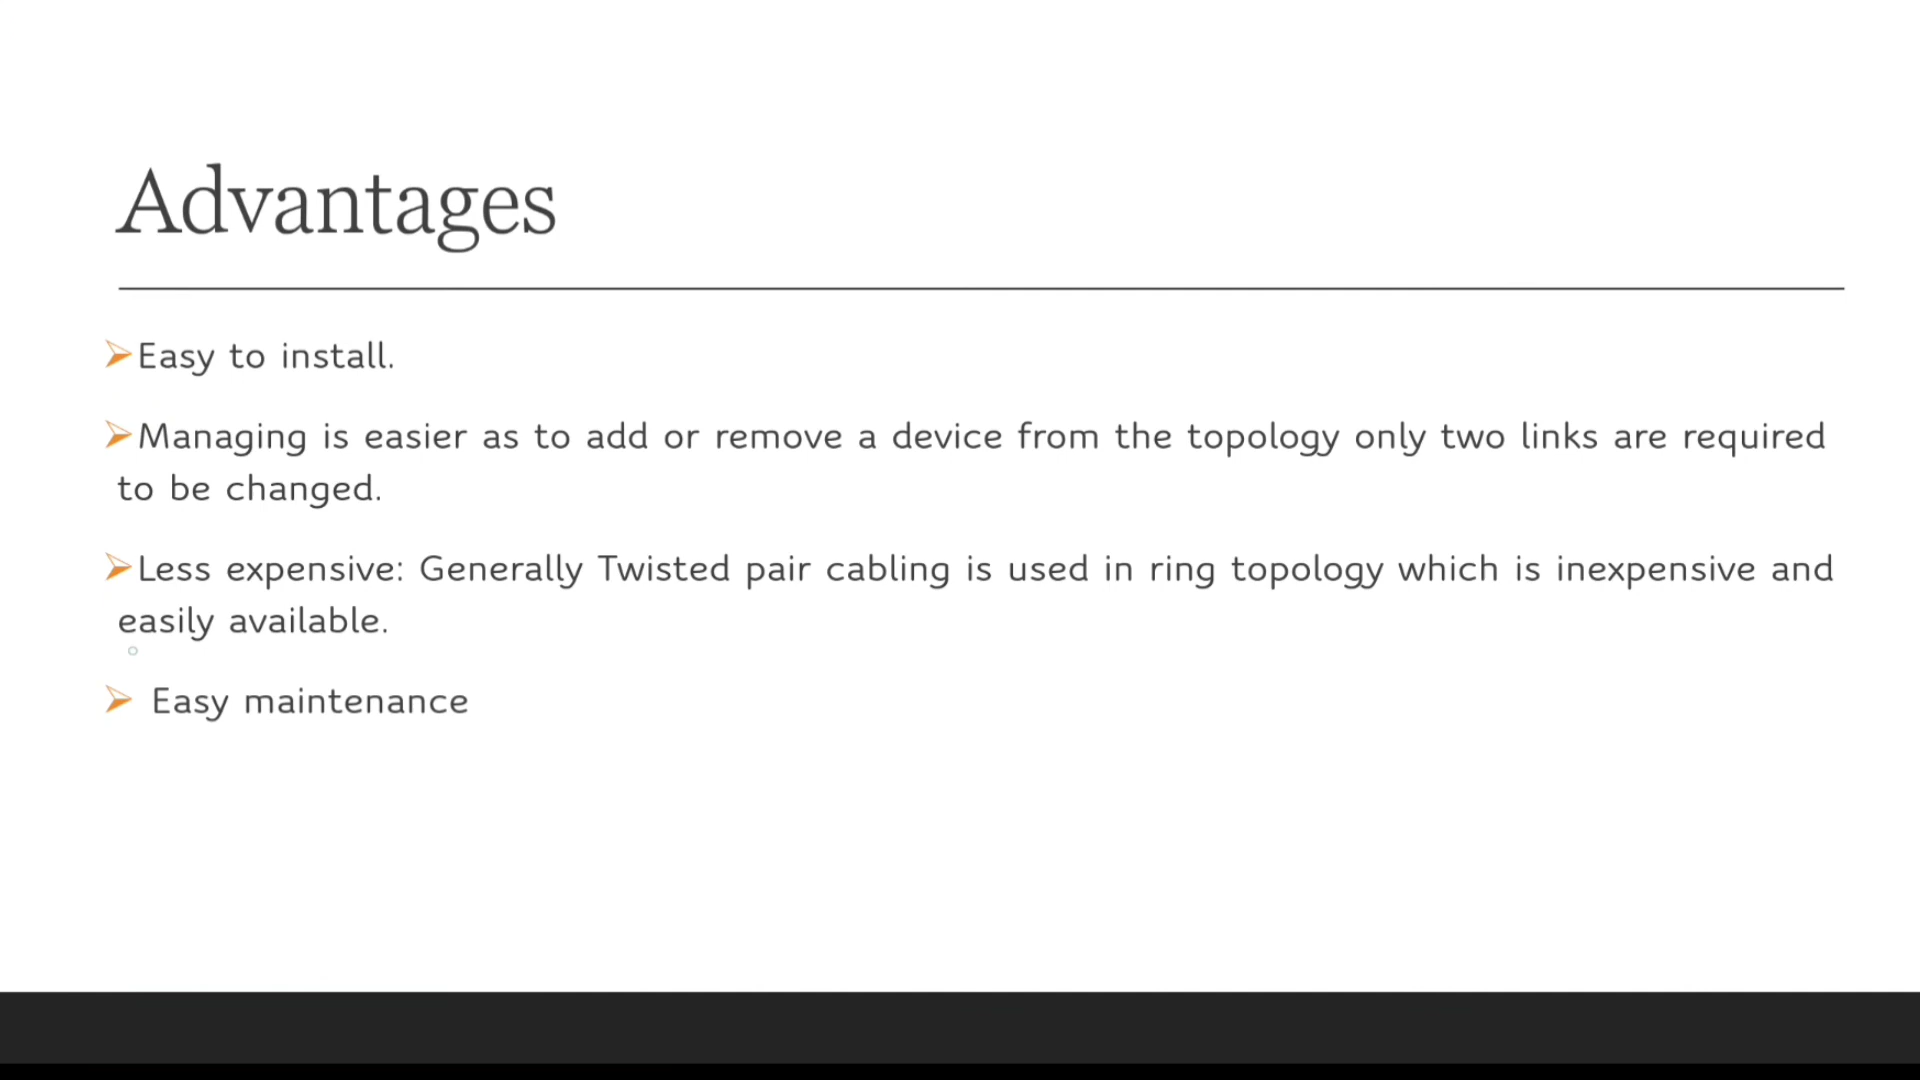 Advantages
Easy to install.
Managing is easier as to add or remove a device from the topology only two links are required
to be changed.
Less expensive: Generally Twisted pair cabling is used in ring topology which is inexpensive and
easily available.
Easy maintenance